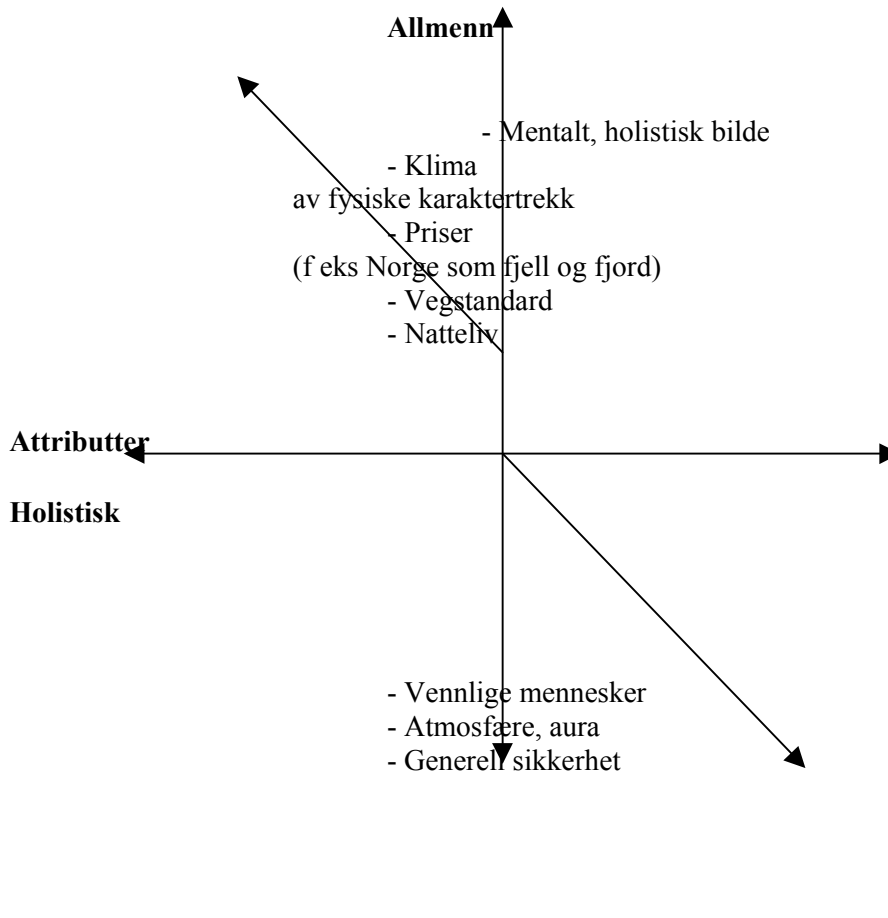 Allmenn
- Mentalt, holistisk bilde
- Klima
av fysiske karaktertrekk
- Priser
(f eks Norge som fjell og fjord)
- Vegstandard
- Natteliv
Attributter
Holistisk
- Vennlige mennesker
- Atmosfære, aura
- Generell sikkerhet